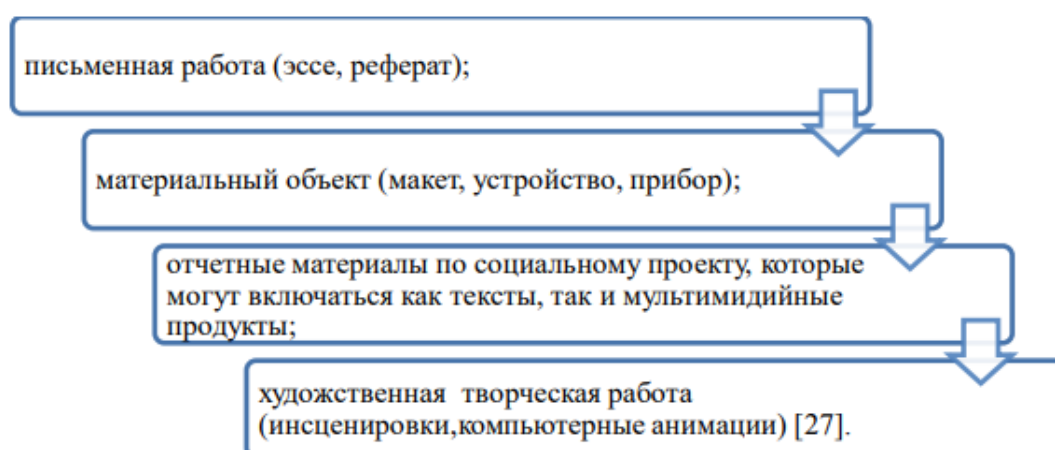 письменная работа (эссе, реферат);
материальный объект (макет, устройство, прибор);
отчетные материалы по социальному проекту, которые
могут включаться как тексты, так и мультимидийные
продукты;
художственная  творческая работа
(инсценировки,компьютерные анимации) [27].